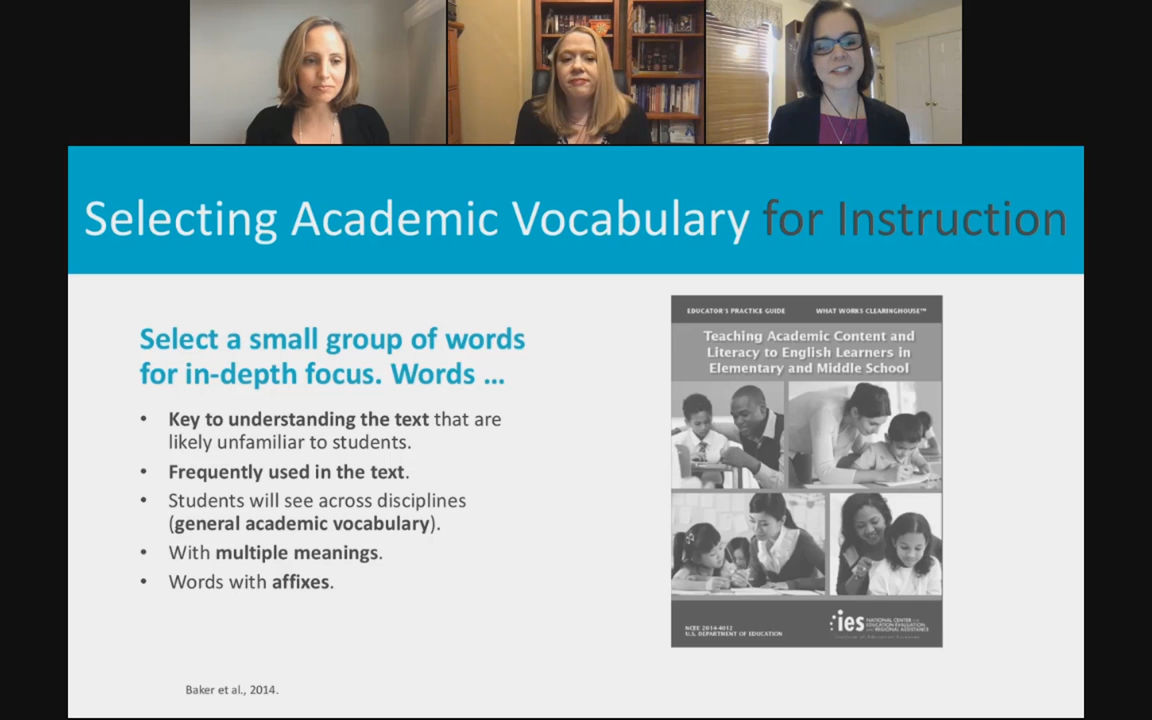 Selecting Academic Vocabulary for Instruction
Select a small group of words
for in-depth focus. Words ...
• Key to understanding the text that are
likely unfamiliar to students.
• Frequently used in the text.
• Students will see across disciplines
(general academic vocabulary).
• With multiple meanings.
• Words with affixes.
Baker et al., 2014.
EDUCATOR'S PRACTICE GUIDE
WHAT WORKS CLEARINGHOUSE™
Teaching Academic Content and
Literacy to English Learners in
Elementary and Middle School
NCEE 2014-4012
U.S. DEPARTMENT OF EDUCATION
ies
NATIONAL CENTER FOR
EDUCATION EVALUATION
AND REGIONAL ASSISTANCE
Institute of Education Sciences